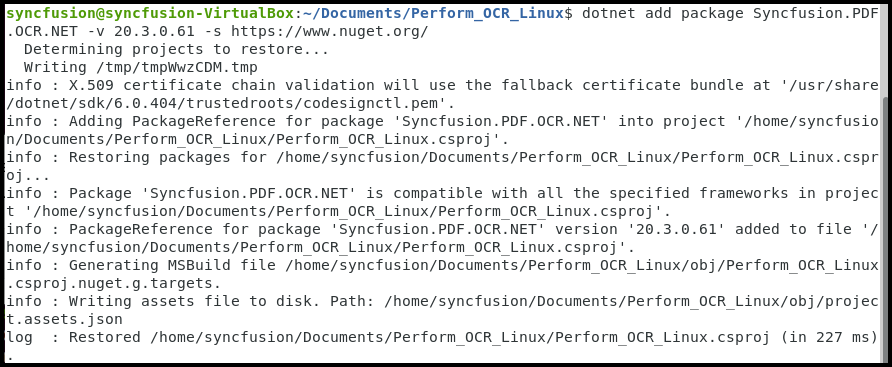 syncfusion@syncfusion-VirtualBox:~/Documents/Perform_OCR_Linux$ dotnet add package Syncfusion.PDF
.OCR.NET -v 20.3.0.61 -s https://www.nuget.org/
  Determining projects to restore...
  Writing /tmp/tmpWwzCDM.tmp
info : X.509 certificate chain validation will use the fallback certificate bundle at '/usr/share
/dotnet/sdk/6.0.404/trustedroots/codesignctl.pem'.
info : Adding PackageReference for package 'Syncfusion.PDF.OCR.NET' into project '/home/syncfusio
n/Documents/Perform_OCR_Linux/Perform_OCR_Linux.csproj'.
info : Restoring packages for /home/syncfusion/Documents/Perform_OCR_Linux/Perform_OCR_Linux.cspr
oj...
info : Package 'Syncfusion.PDF.OCR.NET' is compatible with all the specified frameworks in projec
t '/home/syncfusion/Documents/Perform_OCR_Linux/Perform_OCR_Linux.csproj'.
info : PackageReference for package 'Syncfusion.PDF.OCR.NET' version '20.3.0.61' added to file '/
home/syncfusion/Documents/Perform_OCR_Linux/Perform_OCR_Linux.csproj'.
info : Generating MSBuild file /home/syncfusion/Documents/Perform_OCR_Linux/obj/Perform_OCR_Linux
.csproj.nuget.g.targets.
info : Writing assets file to disk. Path: /home/syncfusion/Documents/Perform_OCR_Linux/obj/projec
t.assets.json
log  : Restored /home/syncfusion/Documents/Perform_OCR_Linux/Perform_OCR_Linux.csproj (in 227 ms)
.